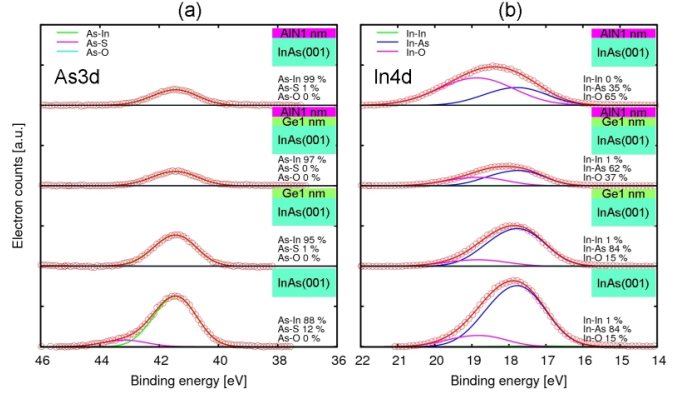 (a)
As-In
As-S
As-O
AlN1 nm
InAs(001)
As3d
As-In 99 %
As-S 1 %
As-O 0 %
AlN1 nm
Ge1 nm
InAs(001)
As-In 97 %
As-S 0 %
As-O 0 %
Ge1 nm
InAs(001)
As-In 95 %
As-S 1 %
As-O 0 %
InAs(001)
As-In 88 %
As-S 12 %
As-O 0 %
46 44 42 40 38 36
Binding energy [eV]
Electron counts [a.u.]
(b)
In-In
In-As
In-O
AlN1 nm
InAs(001)
In4d
In-In 0 %
In-As 35 %
In-O 65 %
AlN1 nm
Ge1 nm
InAs(001)
In-In 1 %
In-As 62 %
In-O 37 %
Ge1 nm
InAs(001)
In-In 1 %
In-As 84 %
In-O 15 %
InAs(001)
In-In 1 %
In-As 84 %
In-O 15 %
22 21 20 19 18 17 16 15 14
Binding energy [eV]